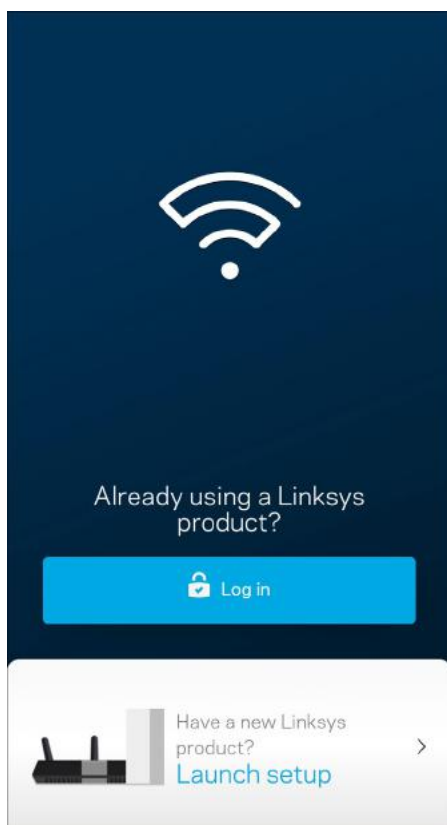 Already using a Linksys
product?
Log in
Have a new Linksys
product?
Launch setup